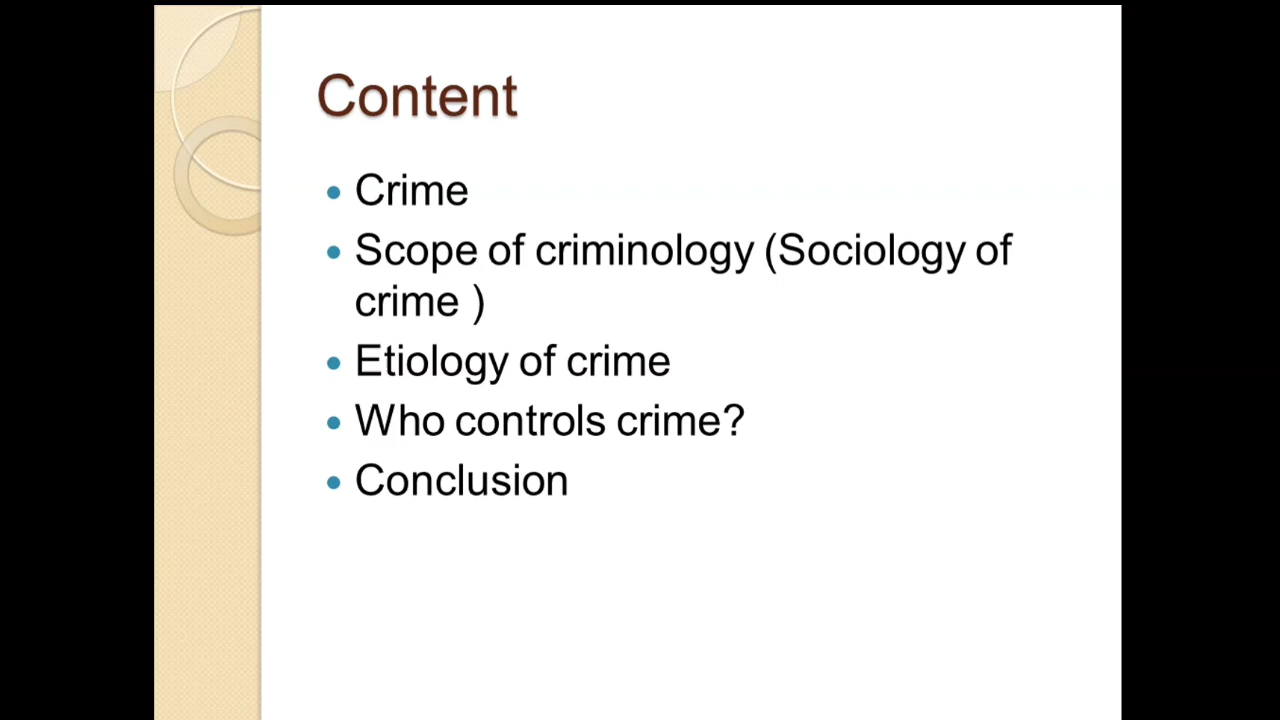 Content
• Crime
• Scope of criminology (Sociology of
crime )
• Etiology of crime
• Who controls crime?
• Conclusion